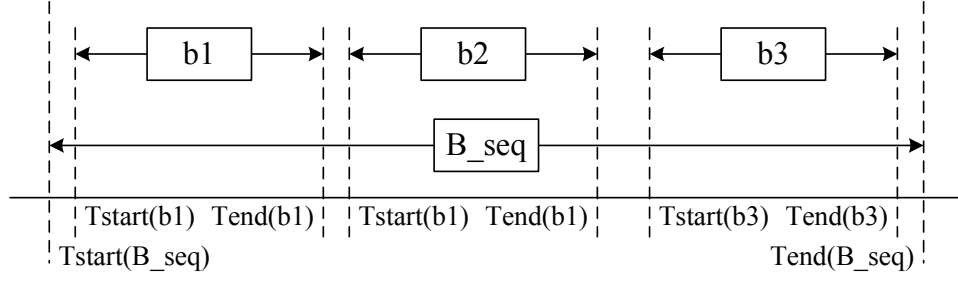 b1 b2 b3
B_seq
Tstart(b1) Tend(b1) Tstart(b1) Tend(b1) Tstart(b3) Tend(b3)
Tstart(B_seq) Tend(B_seq)